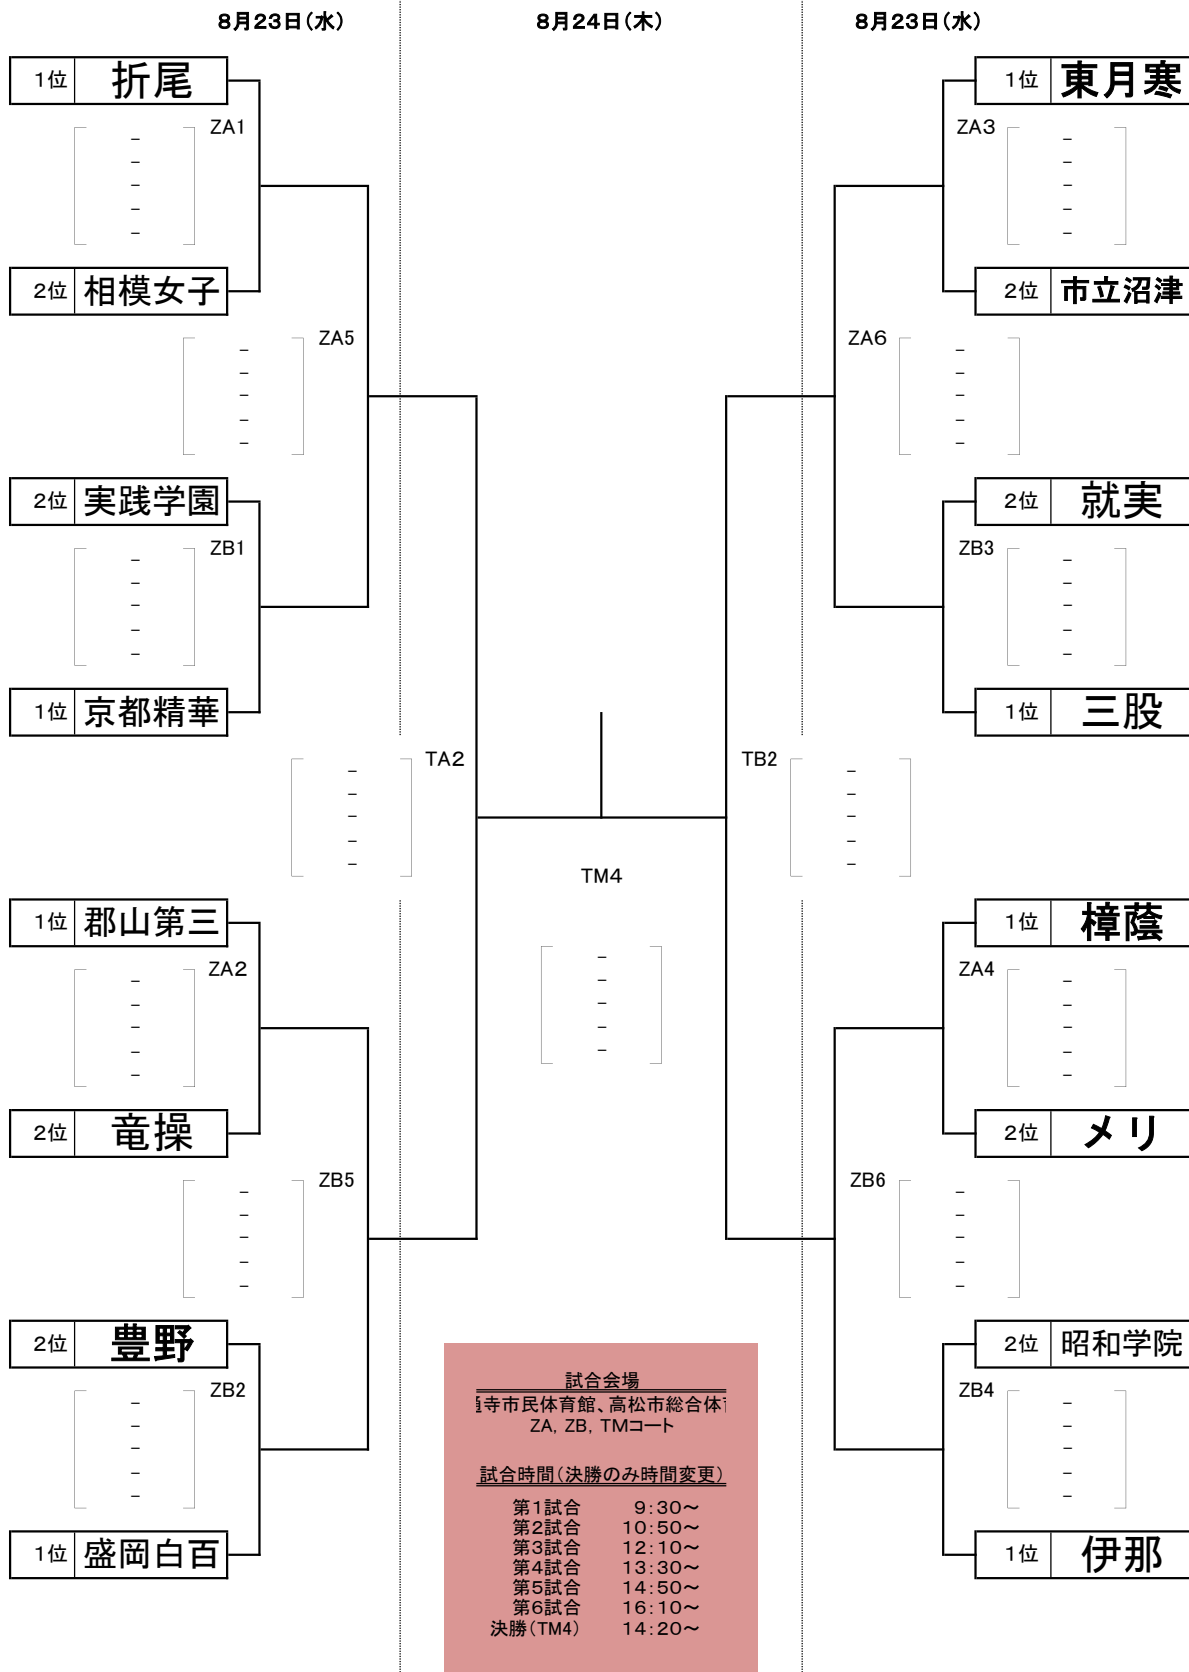 8月23日(水) 8月24日(木) 8月23日(水)
1位 折尾 1位 東月寒
ZA1 ZA3
- -
- -
- -
- -
- -
2位 相模女子 2位 市立沼津
ZA5 ZA6
- -
- -
- -
- -
- -
2位 実践学園 2位 就実
ZB1 ZB3
- -
- -
- -
- -
- -
1位 京都精華 1位 三股
TA2 TB2
- -
- -
- -
- -
- -
TM4
1位 郡山第三 1位 樟蔭
-
ZA2 ZA4
- - -
- - -
- - -
- - -
- -
2位 竜操 2位 メリ
ZB5 ZB6
- -
- -
- -
- -
- -
2位 豊野 2位 昭和学院
試合会場
ZB2 ZB4
寺市民体育館、高松市総合体
ZA, ZB, TMコート
- -
- -
- -
- -
- -
試合時間(決勝のみ時間変更)
第1試合 9:30～
第2試合 10:50～
第3試合 12:10～
1位 盛岡白百 1位 伊那
第4試合 13:30～
第5試合 14:50～
第6試合 16:10～
決勝(TM4) 14:20～